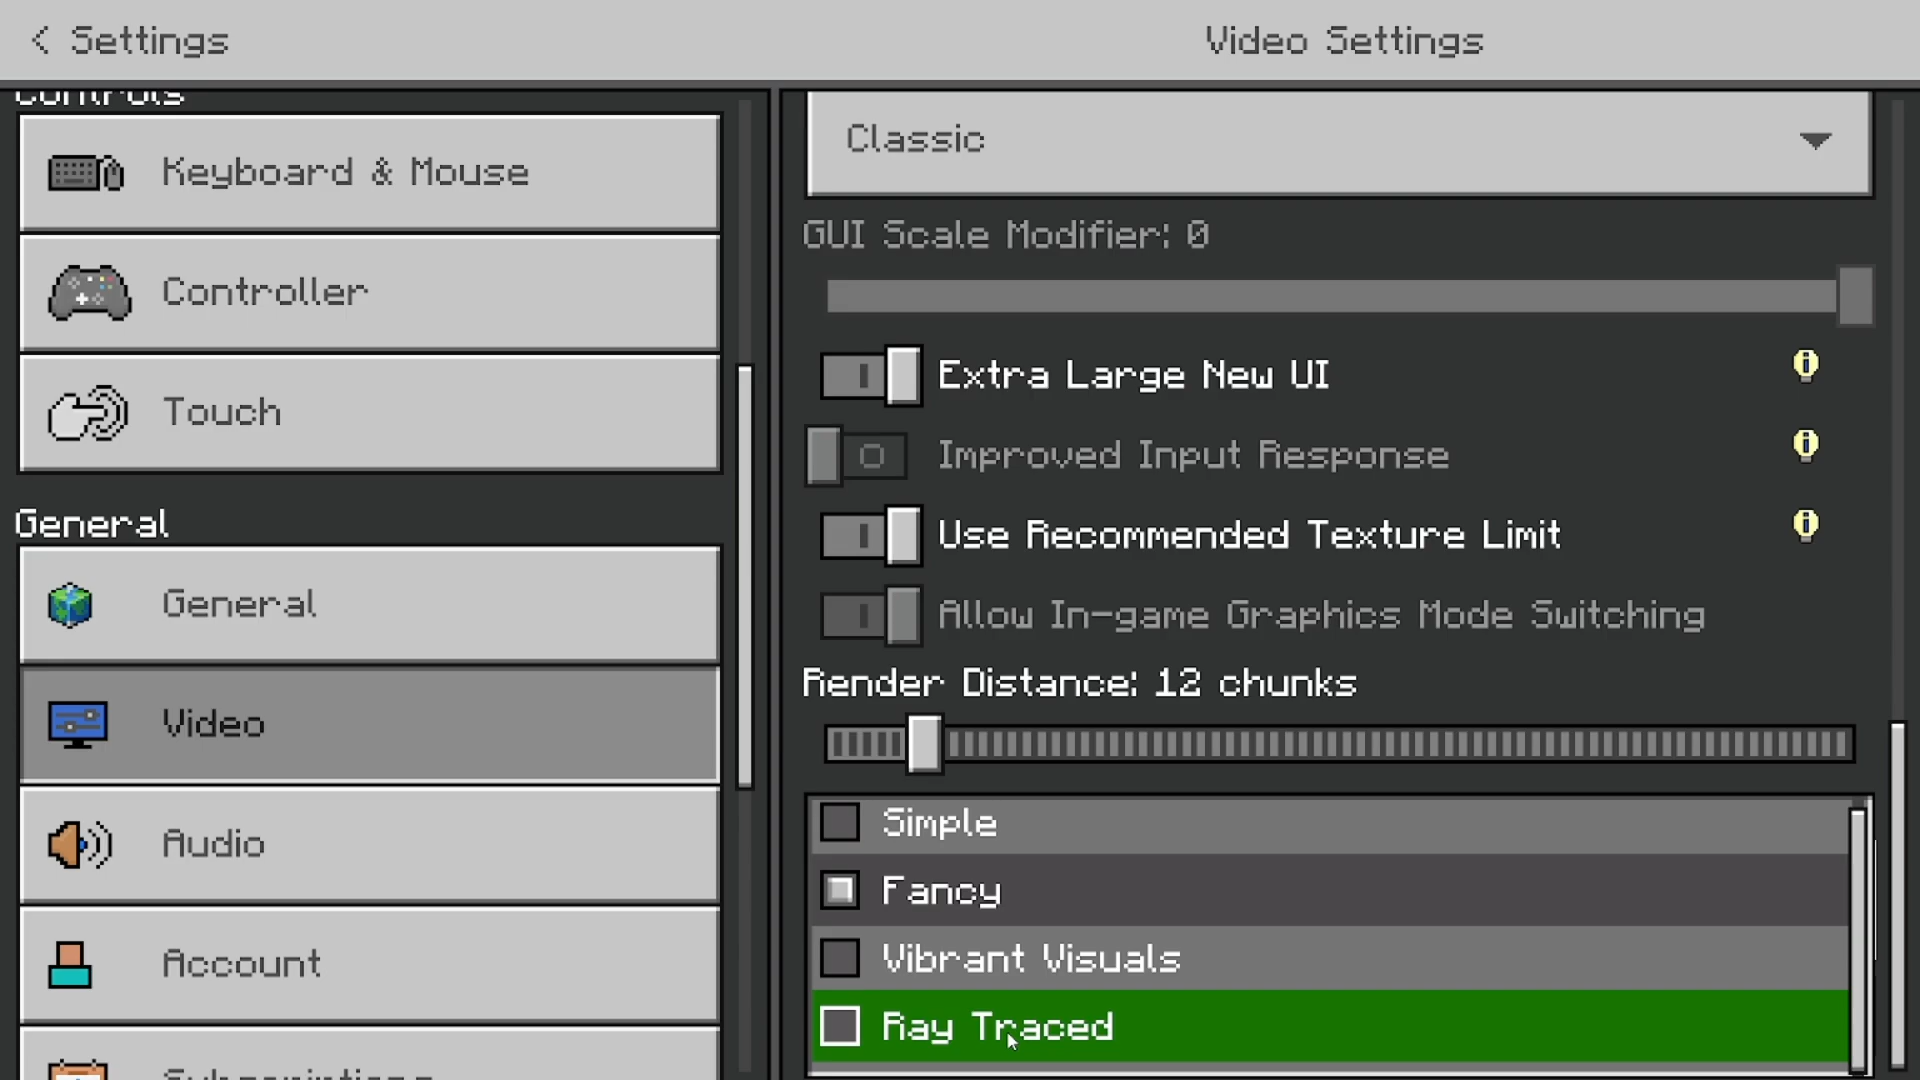 Settings
Video Settings
Controls
Keyboard & Mouse
Controller
Touch
General
General
Video
Audio
Account
Subscriptions
Classic
GUI Scale Modifier: 0
Extra Large New UI
Improved Input Response
Use Recommended Texture Limit
Allow In-game Graphics Mode Switching
Render Distance: 12 chunks
Simple
Fancy
Vibrant Visuals
Ray Traced